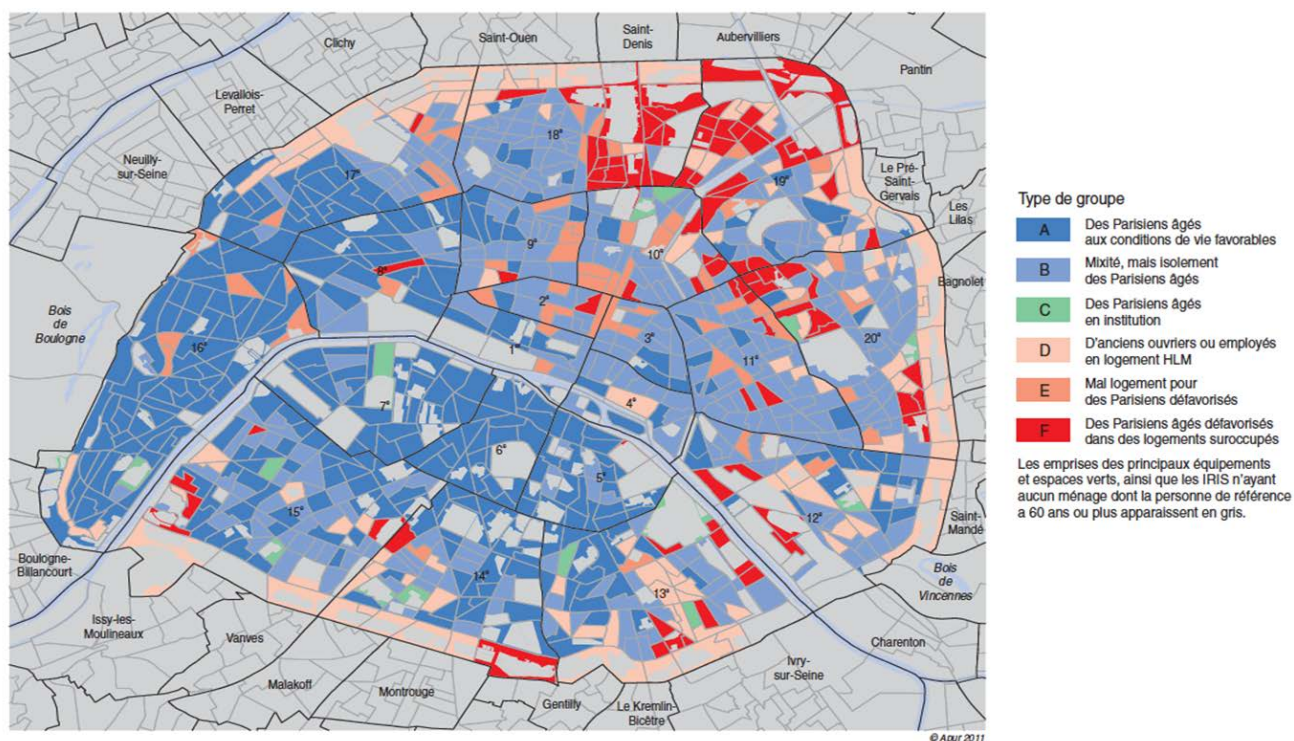 Clichy
Saint-Ouen
Saint-
Denis
Aubervilliers
Pantin
Levallois-
Perret
Neuilly-
sur-Seine
Le Pré-
Saint-
Gervais
Les
Lilas
Bagnolet
Bois
de
Boulogne
18e
17e
19e
9e
10e
8e
2e
3e
1er
11e
20e
16e
7e
4e
6e
5e
15e
12e
14e
13e
Saint-
Mandé
Bois
de
Vincennes
Boulogne-
Billancourt
Issy-les-
Moulineaux
Vanves
Malakoff
Montrouge
Gentilly
Le Kremlin-
Bicêtre
Ivry-
sur-Seine
Charenton
© Apur 2011
Type de groupe
A Des Parisiens âgés
aux conditions de vie favorables
B Mixité, mais isolement
des Parisiens âgés
C Des Parisiens âgés
en institution
D D'anciens ouvriers ou employés
en logement HLM
E Mal logement pour
des Parisiens défavorisés
F Des Parisiens âgés défavorisés
dans des logements suroccupés
Les emprises des principaux équipements
et espaces verts, ainsi que les IRIS n'ayant
aucun ménage dont la personne de référence
a 60 ans ou plus apparaissent en gris.